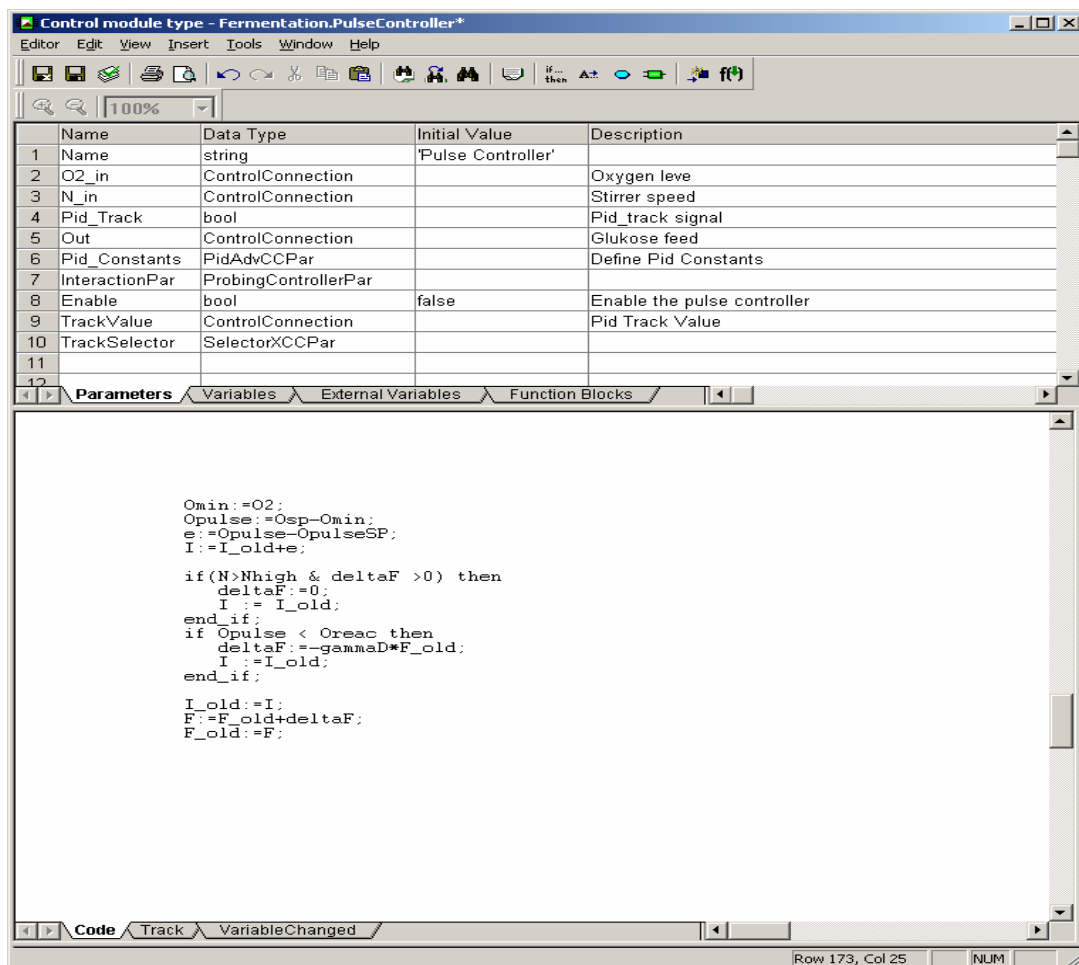 Control module type - Fermentation.PulseController*
Editor Edit View Insert Tools Window Help
if... then
100%
Name Data Type Initial Value Description
1 Name string 'Pulse Controller'
2 O2_in ControlConnection Oxygen leve
3 N_in ControlConnection Stirrer speed
4 Pid_Track bool Pid_track signal
5 Out ControlConnection Glukose feed
6 Pid_Constants PidAdvCCPar Define Pid Constants
7 InteractionPar ProbingControllerPar
8 Enable bool false Enable the pulse controller
9 TrackValue ControlConnection Pid Track Value
10 TrackSelector SelectorXCCPar
11
12
Parameters Variables External Variables Function Blocks
Omin:=O2;
Opulse:=Osp-Omin;
e:=Opulse-OpulseSP;
I:=I_old+e;
if(N>Nhigh & deltaF >0) then
deltaF:=0;
I := I_old;
end_if;
if Opulse < Oreac then
deltaF:=-gammaD*F_old;
I :=I_old;
end_if;
I_old:=I;
F:=F_old+deltaF;
F_old:=F;
Code Track VariableChanged
Row 173, Col 25 NUM